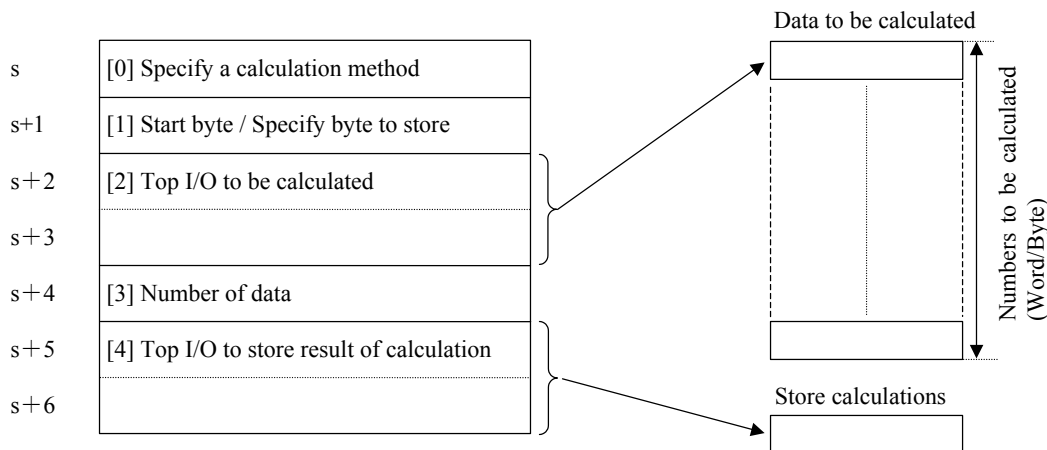 Data to be calculated
s [0] Specify a calculation method
s+1 [1] Start byte / Specify byte to store
s+2 [2] Top I/O to be calculated
s+3
s+4 [3] Number of data
s+5 [4] Top I/O to store result of calculation
s+6
Numbers to be calculated
(Word/Byte)
Store calculations